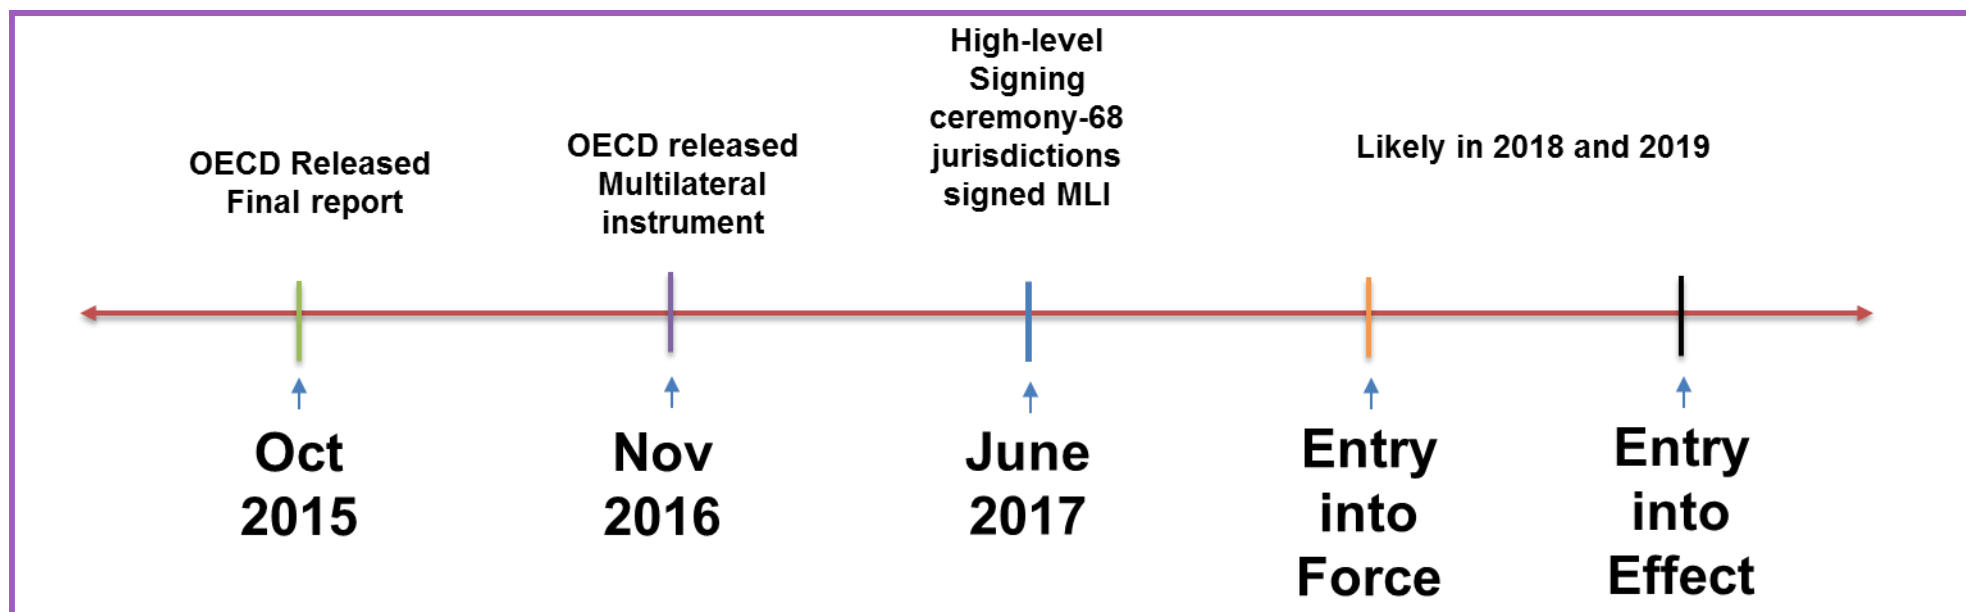 High-level
Signing
ceremony-68
jurisdictions
signed MLI
OECD Released
Final report
OECD released
Multilateral
instrument
Likely in 2018 and 2019
Oct
2015
Nov
2016
June
2017
Entry
into
Force
Entry
into
Effect